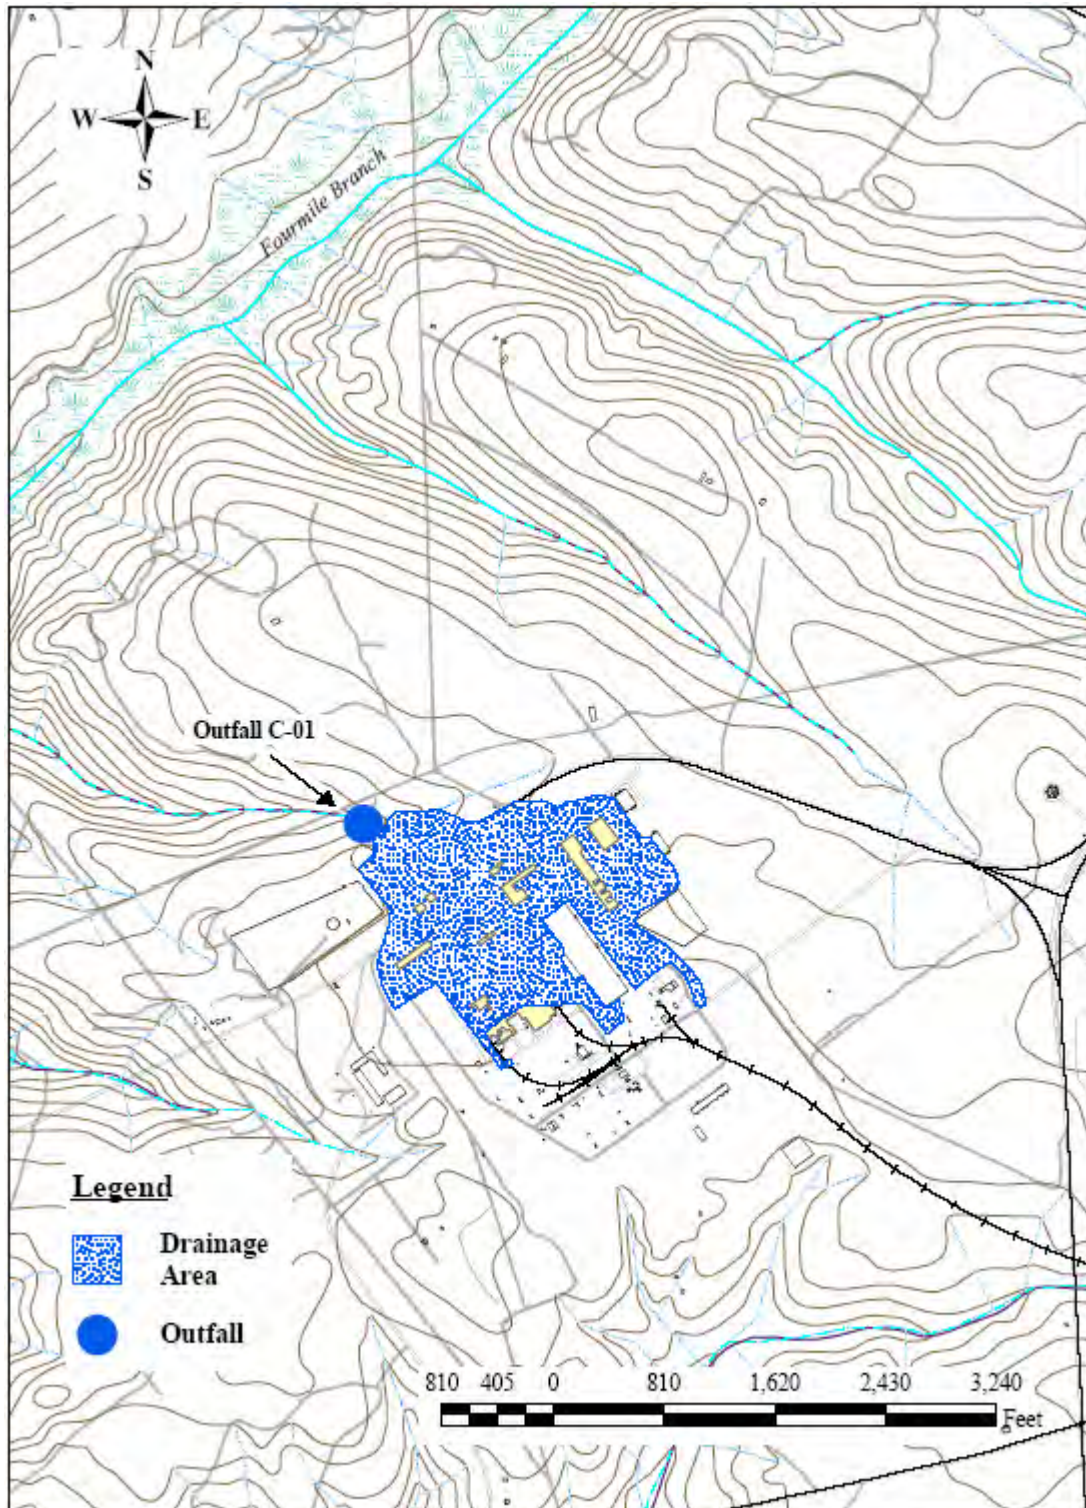 N
W E
S
Fourmile Branch
Outfall C-01
Legend
Drainage
Area
Outfall
810 405 0 810 1,620 2,430 3,240
Feet